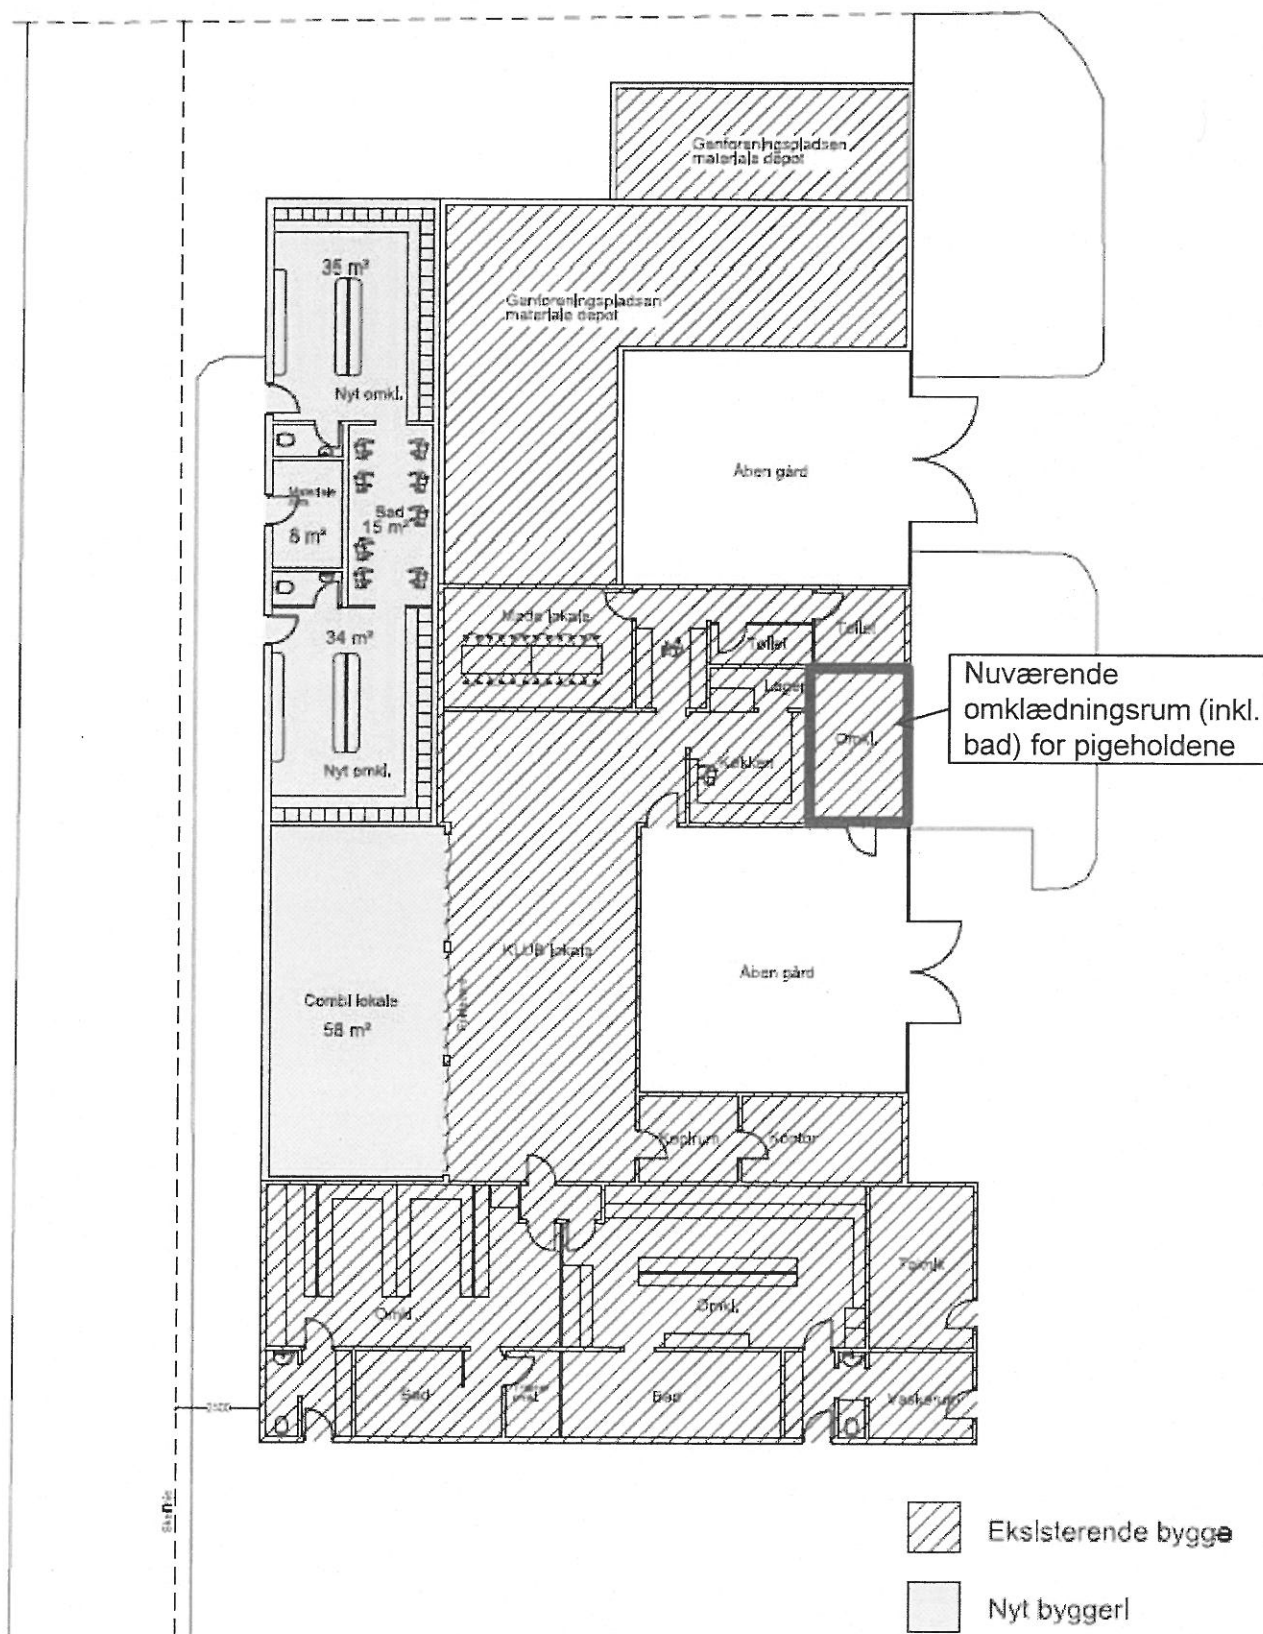 Genforeningspladsen
materiale depot
35 m²
Genforeningspladsen
materiale depot
Nyt omkl.
Åben gård
Bad
15 m²
8 m²
Møde lokale
Toilet
Toilet
34 m²
Lager
Nuværende
omklædningsrum (inkl.
bad) for pigeholdene
Omkl.
Køkken
Nyt omkl.
KLUB lokale
Åben gård
Combi lokale
58 m²
Kopirum
Kontor
Teknik
Omkl.
Omkl.
Bad
Bad
Vaskerum
Eksisterende bygge
Nyt byggeri